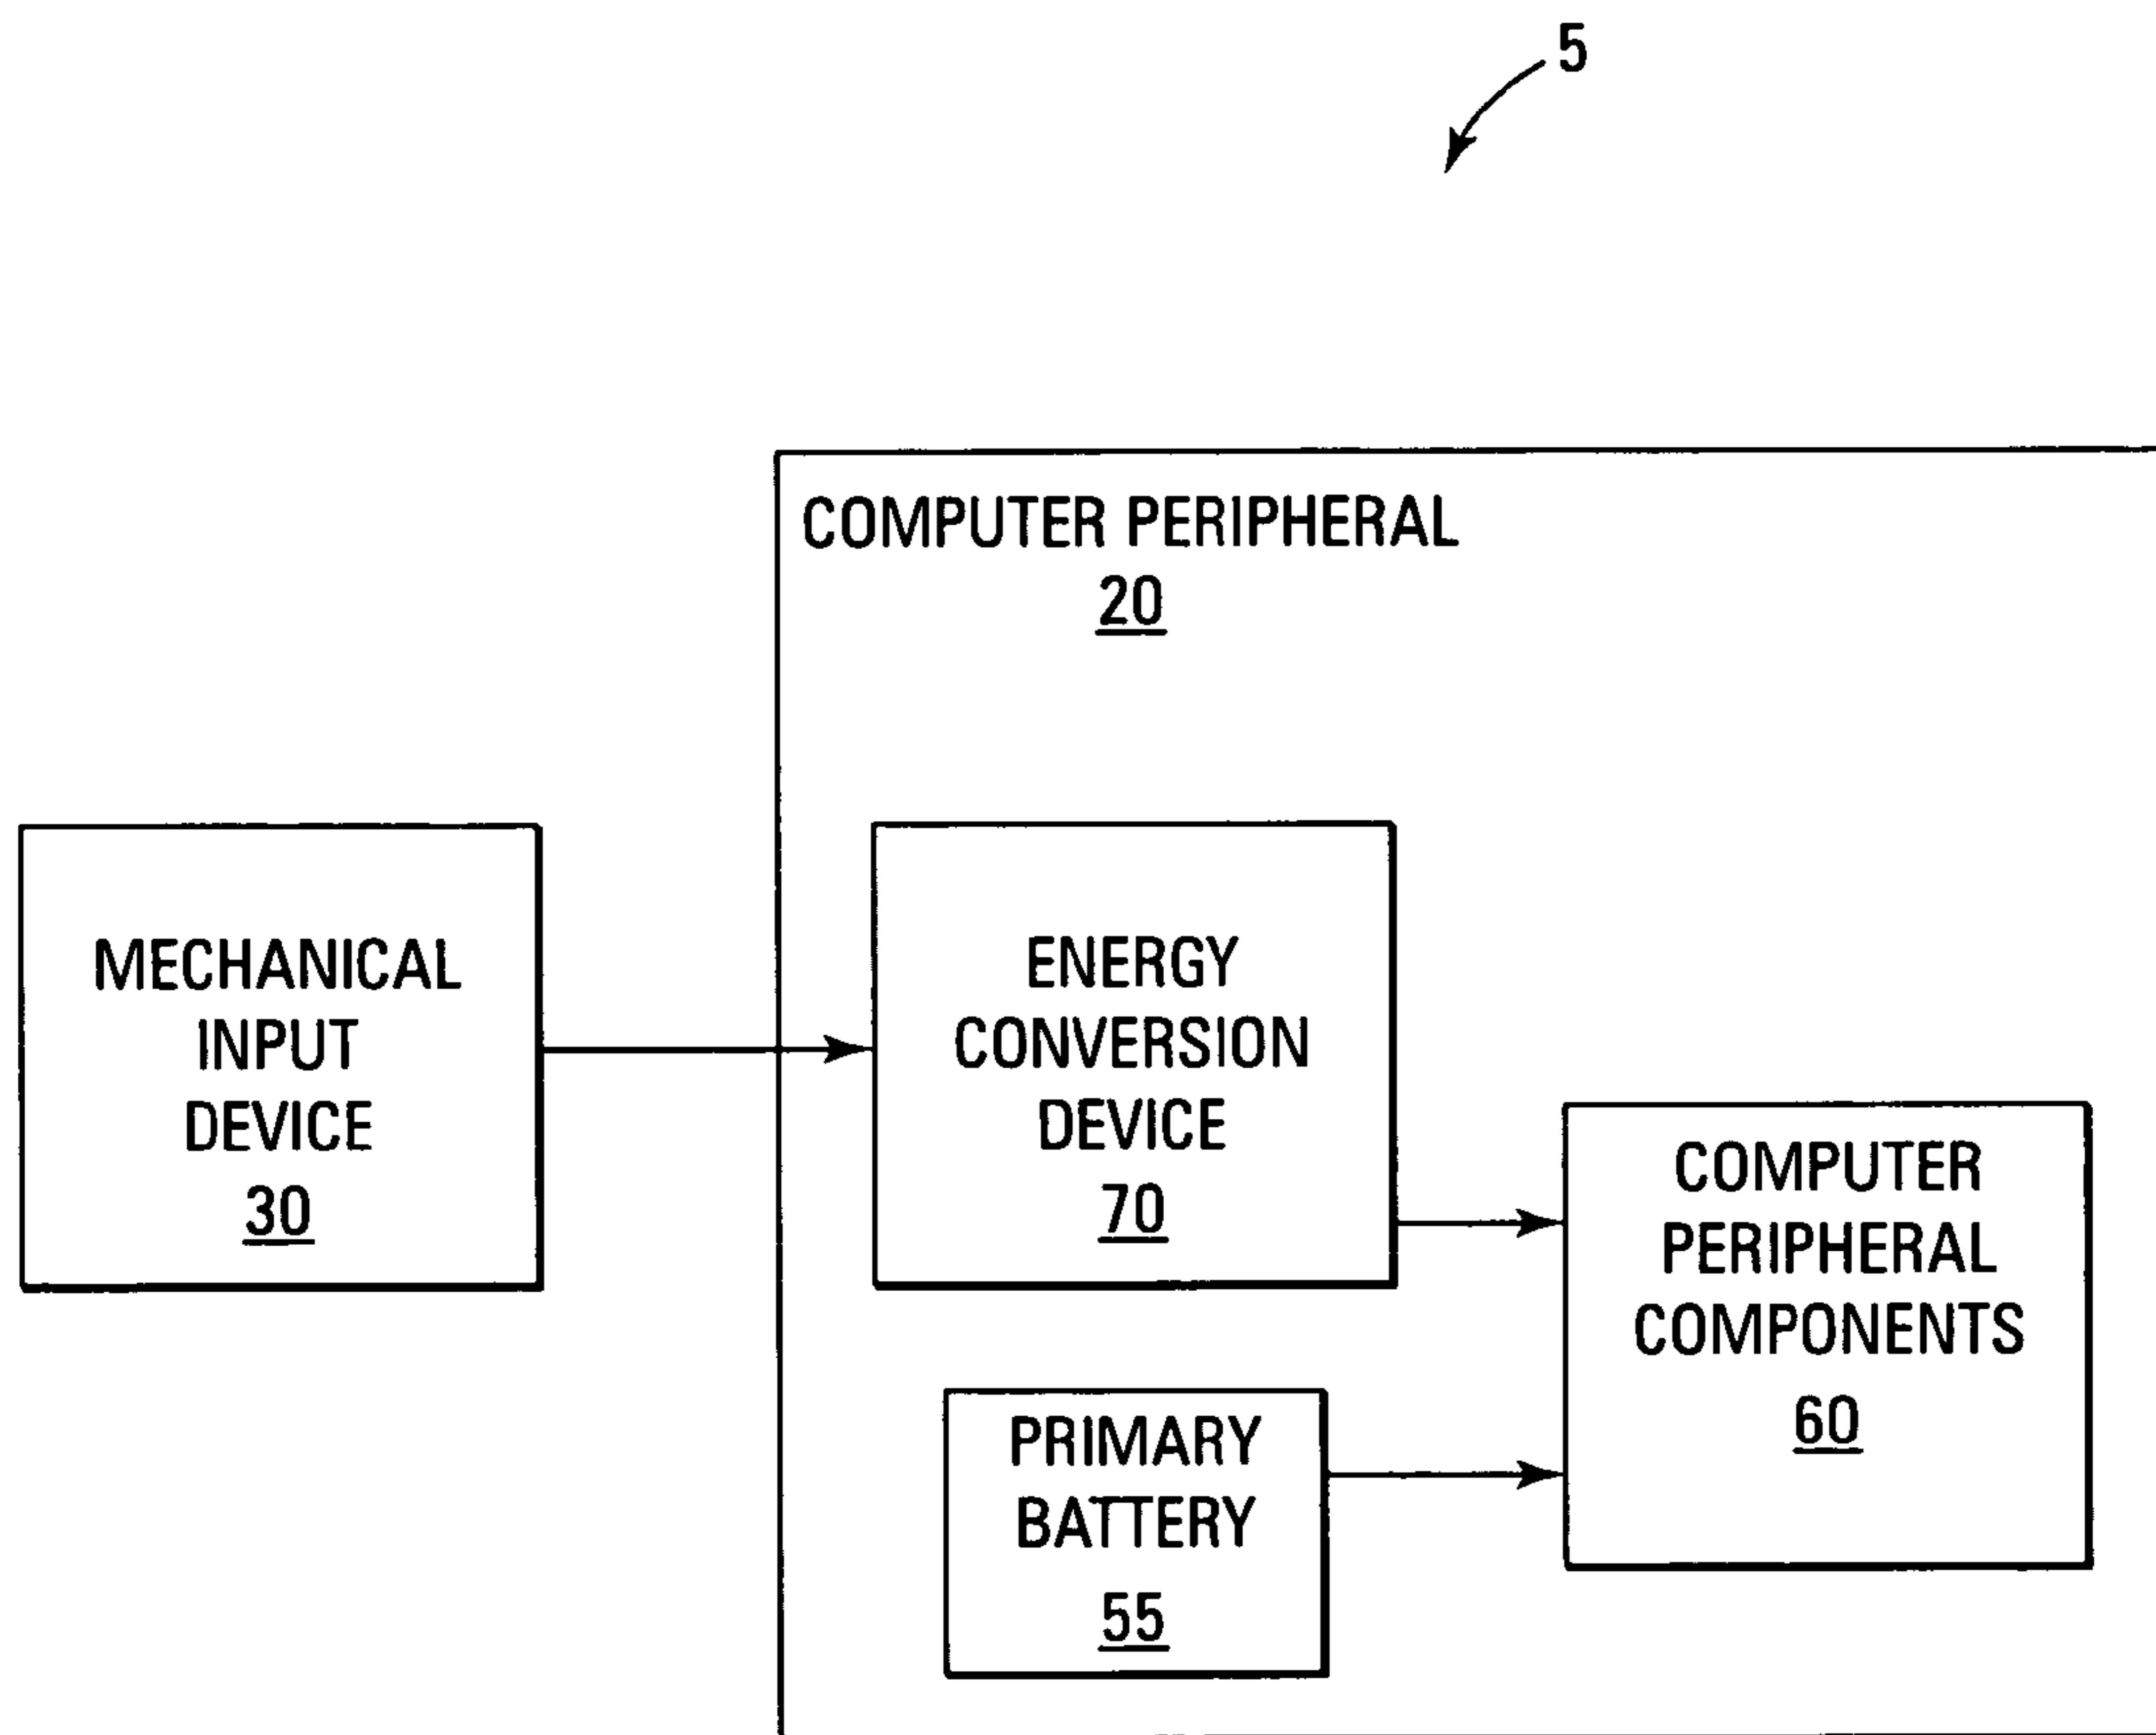 5
COMPUTER PERIPHERAL
20
MECHANICAL
INPUT
DEVICE
30
ENERGY
CONVERSION
DEVICE
70
COMPUTER
PERIPHERAL
COMPONENTS
60
PRIMARY
BATTERY
55